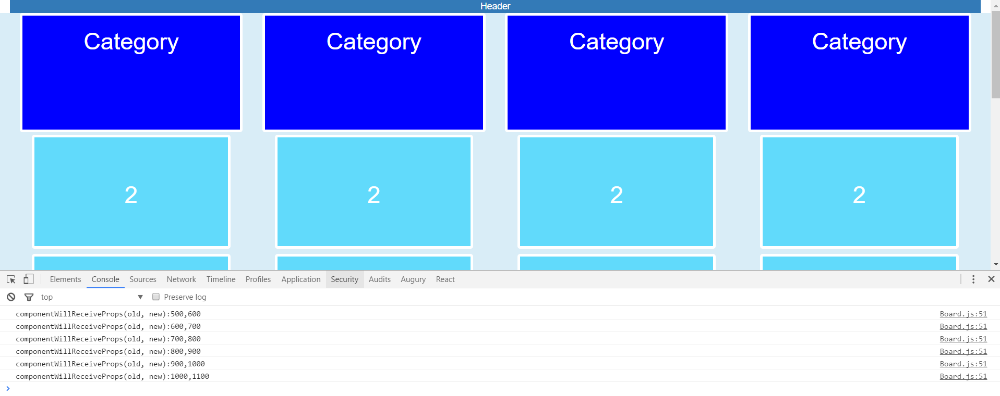 Header
Category Category Category Category
2 2 2 2
Elements Console Sources Network Timeline Profiles Application Security Audits Augury React
top Preserve log
componentWillReceiveProps(old, new):500,600 Board.js:51
componentWillReceiveProps(old, new):600,700 Board.js:51
componentWillReceiveProps(old, new):700,800 Board.js:51
componentWillReceiveProps(old, new):800,900 Board.js:51
componentWillReceiveProps(old, new):900,1000 Board.js:51
componentWillReceiveProps(old, new):1000,1100 Board.js:51